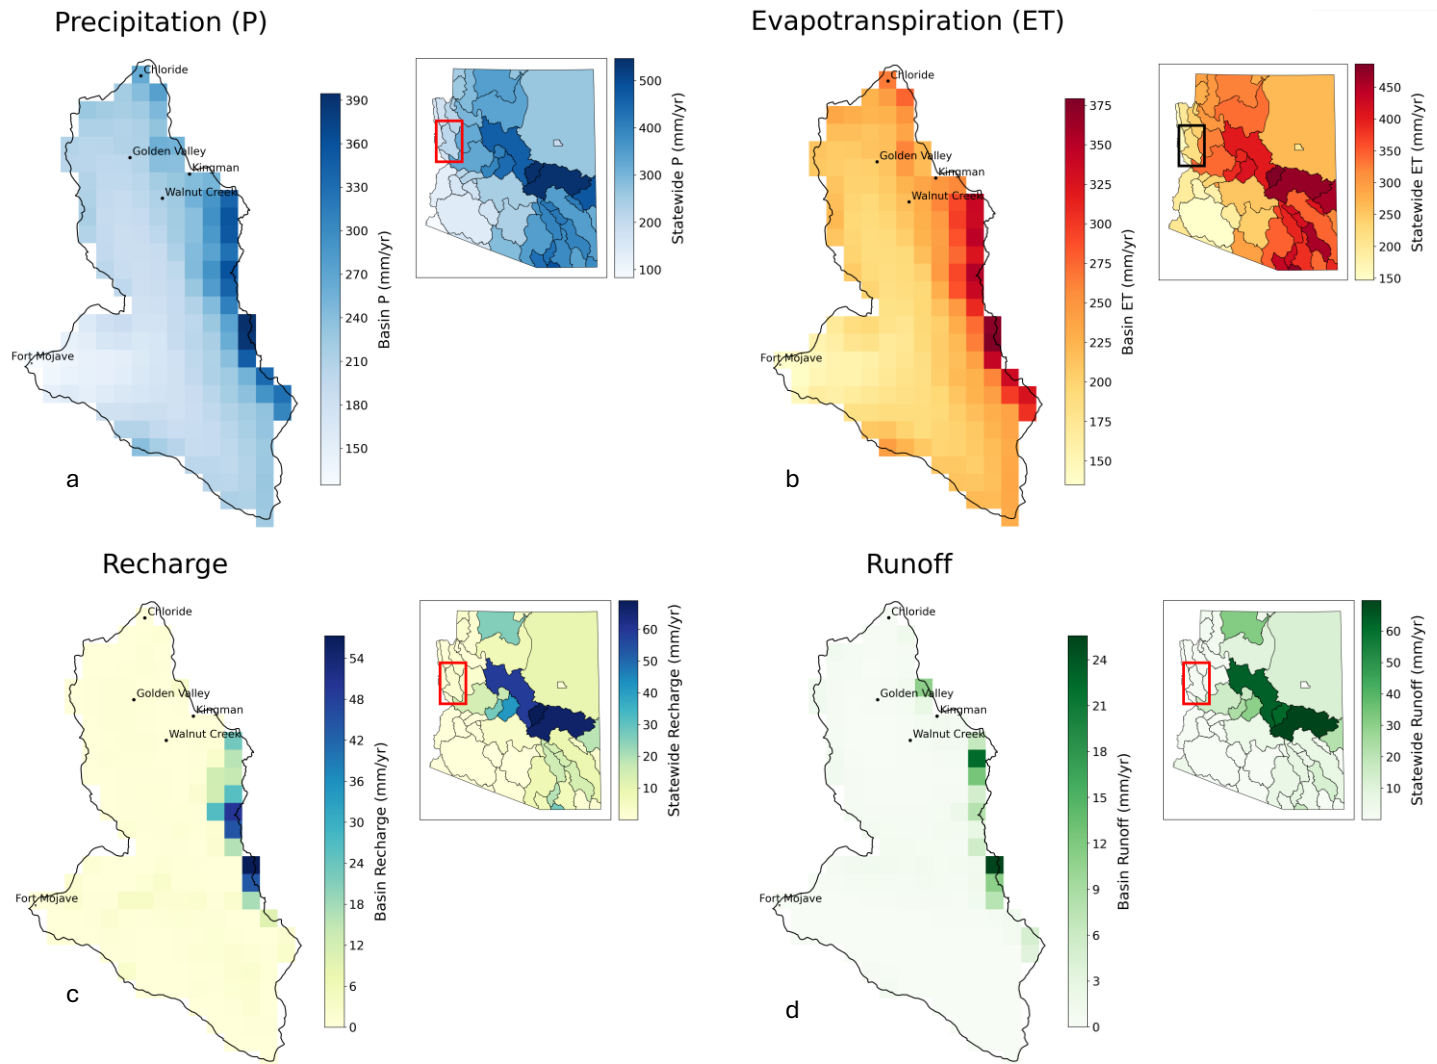 Precipitation (P)
Chloride
Golden Valley
Kingman
Walnut Creek
Fort Mojave
a
390
360
330
300
270
240
210
180
150
Basin P (mm/yr)
500
400
300
200
100
Statewide P (mm/yr)
Evapotranspiration (ET)
Chloride
Golden Valley
Kingman
Walnut Creek
Fort Mojave
b
375
350
325
300
275
250
225
200
175
150
Basin ET (mm/yr)
450
400
350
300
250
200
150
Statewide ET (mm/yr)
Recharge
Chloride
Golden Valley
Kingman
Walnut Creek
Fort Mojave
c
54
48
42
36
30
24
18
12
6
0
Basin Recharge (mm/yr)
60
50
40
30
20
10
Statewide Recharge (mm/yr)
Runoff
Chloride
Golden Valley
Kingman
Walnut Creek
Fort Mojave
d
24
21
18
15
12
9
6
3
0
Basin Runoff (mm/yr)
60
50
40
30
20
10
Statewide Runoff (mm/yr)